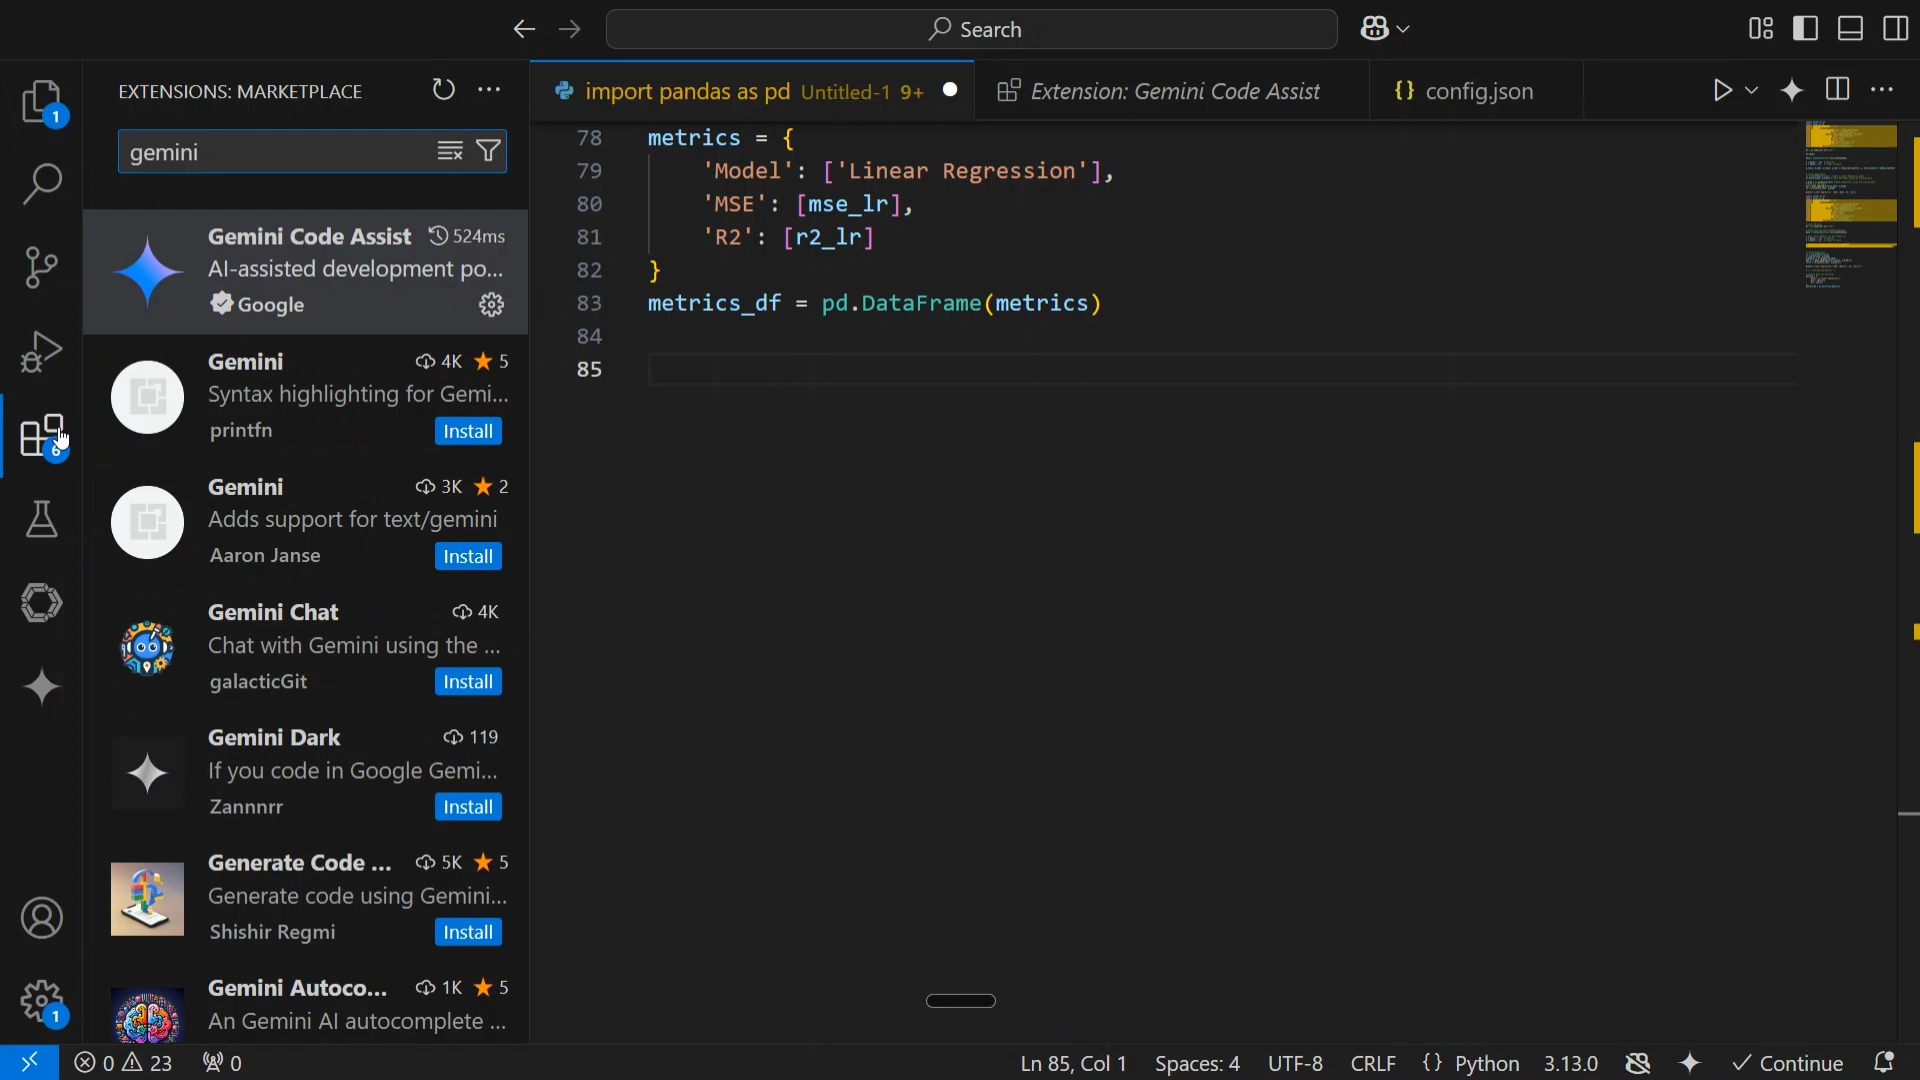 Search
EXTENSIONS: MARKETPLACE
gemini
Gemini Code Assist 524ms
AI-assisted development po...
Google
Gemini 4K 5
Syntax highlighting for Gemi...
printfn Install
Gemini 3K 2
Adds support for text/gemini
Aaron Janse Install
Gemini Chat 4K
Chat with Gemini using the ...
galacticGit Install
Gemini Dark 119
If you code in Google Gemi...
Zannnrr Install
Generate Code ... 5K 5
Generate code using Gemini...
Shishir Regmi Install
Gemini Autoco... 1K 5
An Gemini AI autocomplete ...
1
6
1
import pandas as pd Untitled-1 9+
Extension: Gemini Code Assist
{} config.json
78 metrics = {
79 'Model': ['Linear Regression'],
80 'MSE': [mse_lr],
81 'R2': [r2_lr]
82 }
83 metrics_df = pd.DataFrame(metrics)
84
85
0 23 0
Ln 85, Col 1 Spaces: 4 UTF-8 CRLF {} Python 3.13.0 Continue